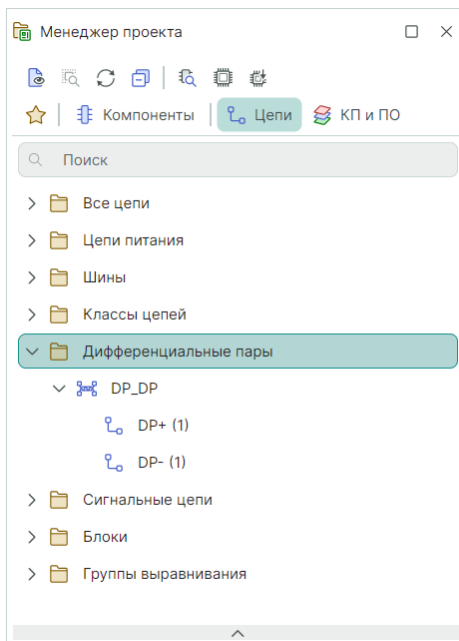 Менеджер проекта
Компоненты Цепи КП и ПО
Поиск
Все цепи
Цепи питания
Шины
Классы цепей
Дифференциальные пары
DP_DP
DP+ (1)
DP- (1)
Сигнальные цепи
Блоки
Группы выравнивания